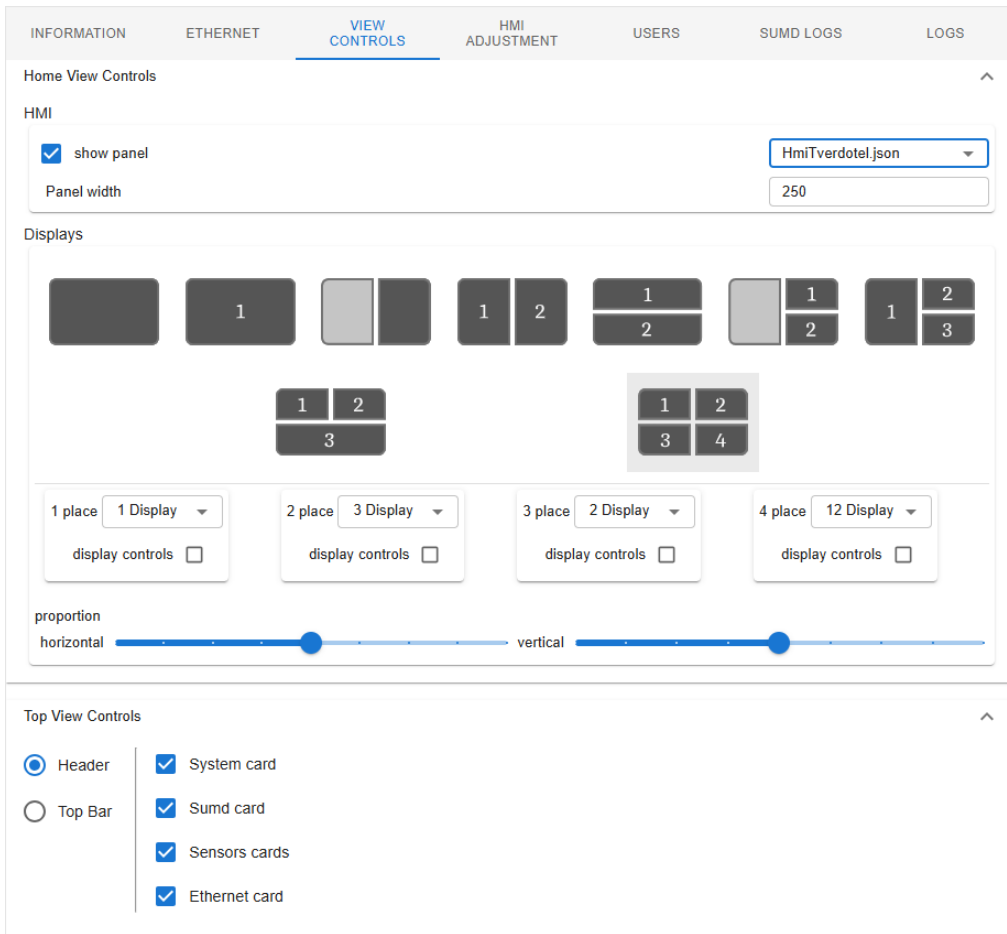 INFORMATION
ETHERNET
VIEW
CONTROLS
HMI
ADJUSTMENT
USERS
SUMD LOGS
LOGS
Home View Controls
HMI
show panel
HmiTverdotel.json
Panel width
250
Displays
1
1 2
1
2
1
2
1
2
3
1 2
3
1 2
3 4
1 place 1 Display
2 place 3 Display
3 place 2 Display
4 place 12 Display
display controls
display controls
display controls
display controls
proportion
horizontal
vertical
Top View Controls
Header
System card
Top Bar
Sumd card
Sensors cards
Ethernet card